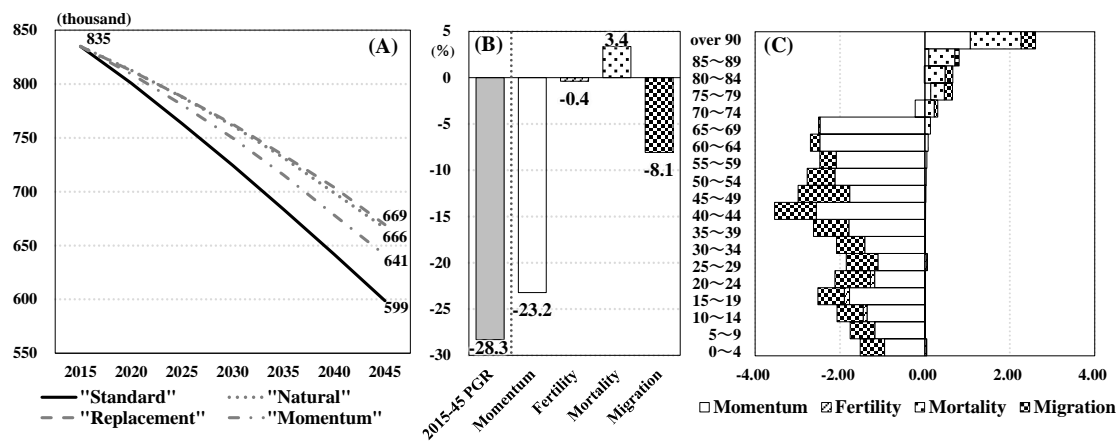 (thousand)
850
800
750
700
650
600
550
835
(A)
669
666
641
599
2015 2020 2025 2030 2035 2040 2045
"Standard" "Natural"
"Replacement" "Momentum"
(%)
(B)
5
0
-5
-10
-15
-20
-25
-30
-28.3
-23.2
-0.4
3.4
-8.1
2015-45 PGR
Momentum
Fertility
Mortality
Migration
(C)
over 90
85～89
80～84
75～79
70～74
65～69
60～64
55～59
50～54
45～49
40～44
35～39
30～34
25～29
20～24
15～19
10～14
5～9
0～4
-4.00 -2.00 0.00 2.00 4.00
Momentum Fertility Mortality Migration